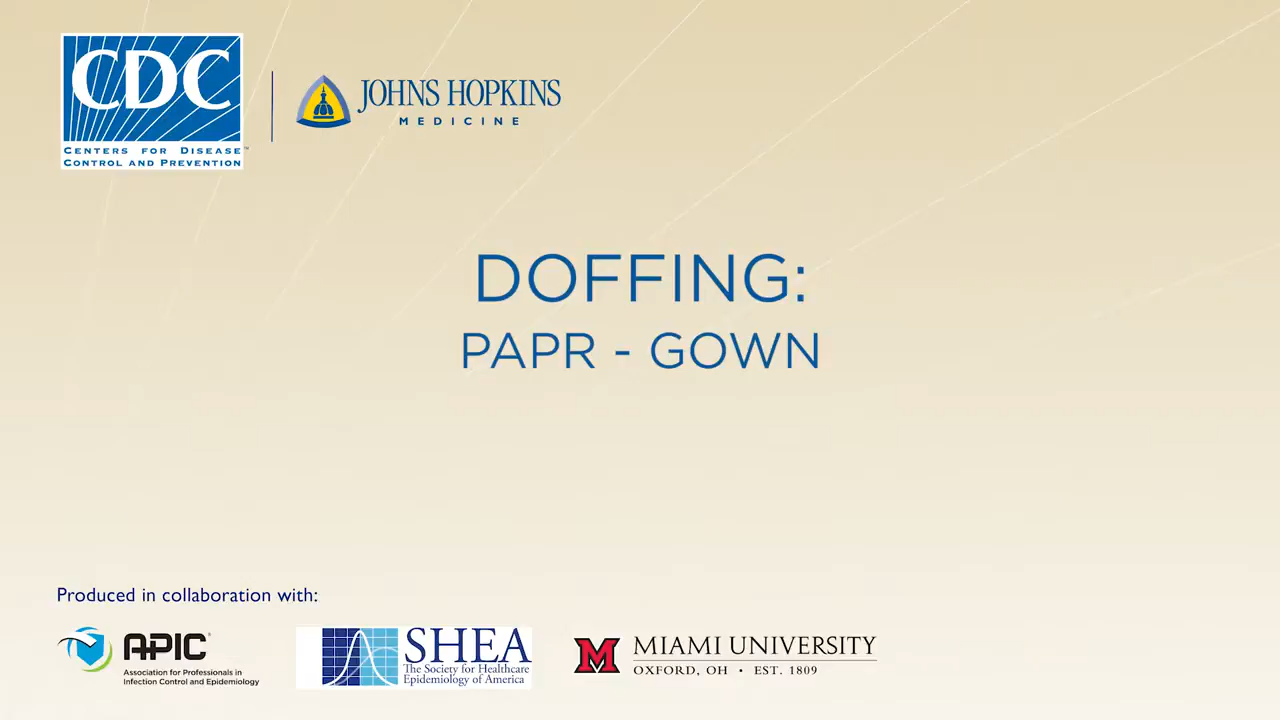 CDC
CENTERS FOR DISEASE
CONTROL AND PREVENTION™
JOHNS HOPKINS
MEDICINE
DOFFING:
PAPR - GOWN
Produced in collaboration with:
APIC®
Association for Professionals in
Infection Control and Epidemiology
SHEA
The Society for Healthcare
Epidemiology of America
M
MIAMI UNIVERSITY
OXFORD, OH • EST. 1809